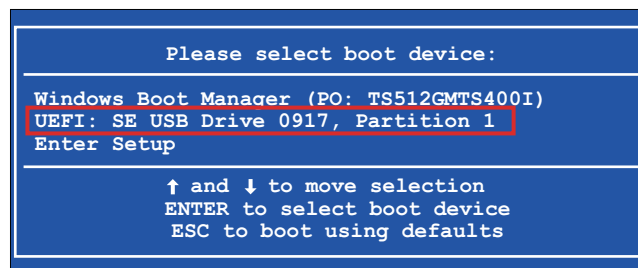 Please select boot device:
Windows Boot Manager (PO: TS512GMTS400I)
UEFI: SE USB Drive 0917, Partition 1
Enter Setup
↑ and ↓ to move selection
ENTER to select boot device
ESC to boot using defaults